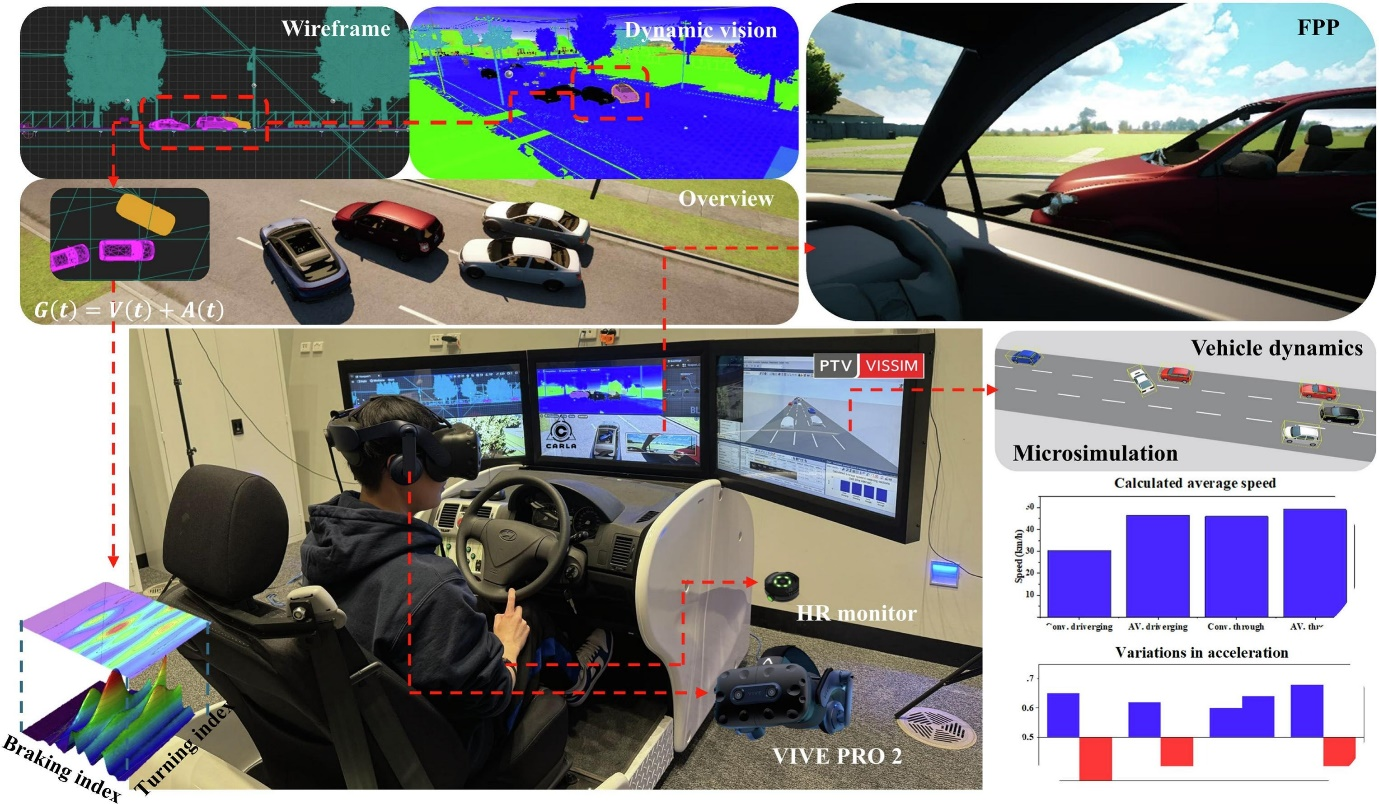 Wireframe
Dynamic vision
FPP
Overview
G(t) = V(t) + A(t)
PTV VISSIM
CARLA
Vehicle dynamics
Microsimulation
Calculated average speed
Speed (km/h)
50
40
30
20
10
Conv. driverging
AV. driverging
Conv. through
AV. thr
HR monitor
Variations in acceleration
.7
.6
0.5
.4
VIVE PRO 2
Braking index
Turning index